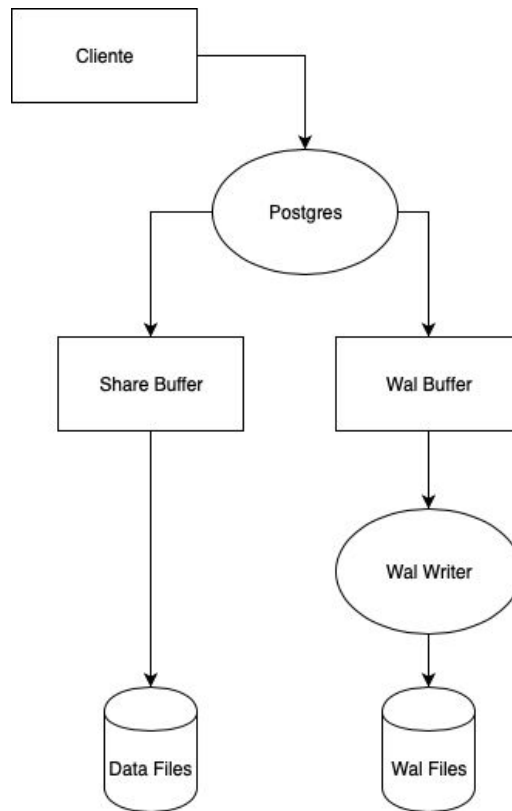 Cliente
Postgres
Share Buffer
Wal Buffer
Wal Writer
Data Files
Wal Files